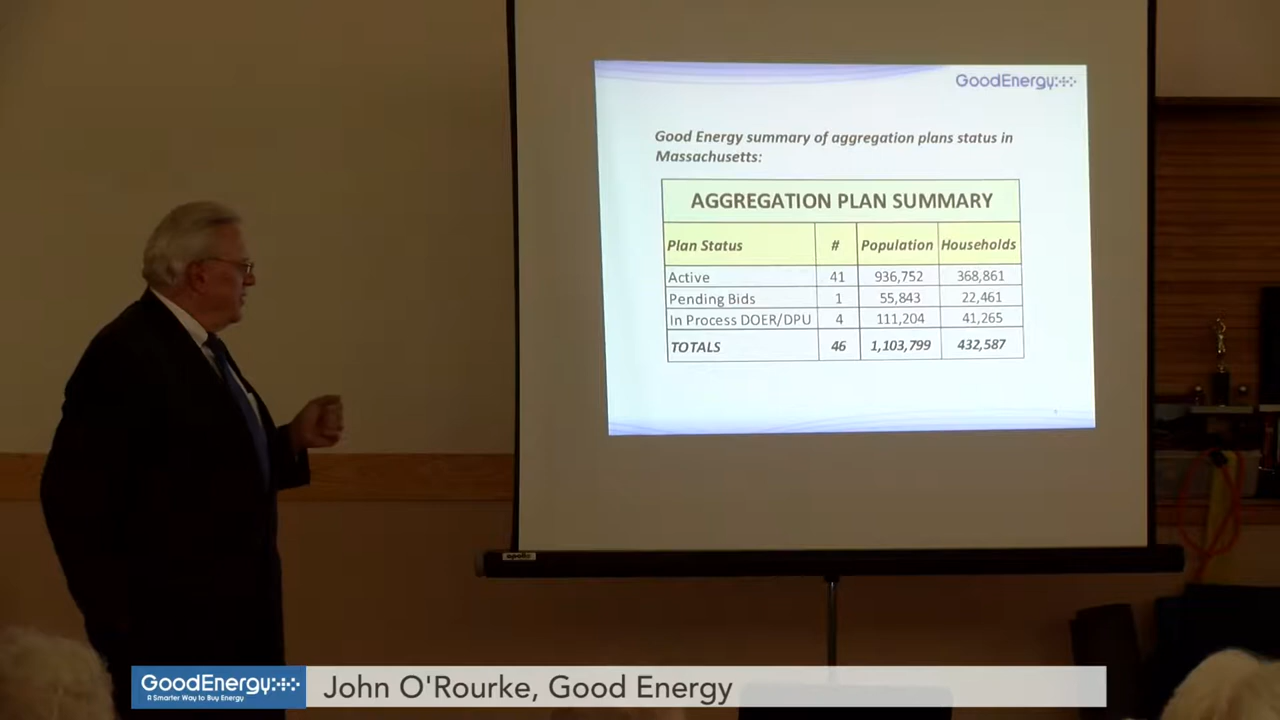 GoodEnergy
Good Energy summary of aggregation plans status in
Massachusetts:
AGGREGATION PLAN SUMMARY
Plan Status # Population Households
Active 41 936,752 368,861
Pending Bids 1 55,843 22,461
In Process DOER/DPU 4 111,204 41,265
TOTALS 46 1,103,799 432,587
apollo
GoodEnergy
A Smarter Way to Buy Energy
John O'Rourke, Good Energy